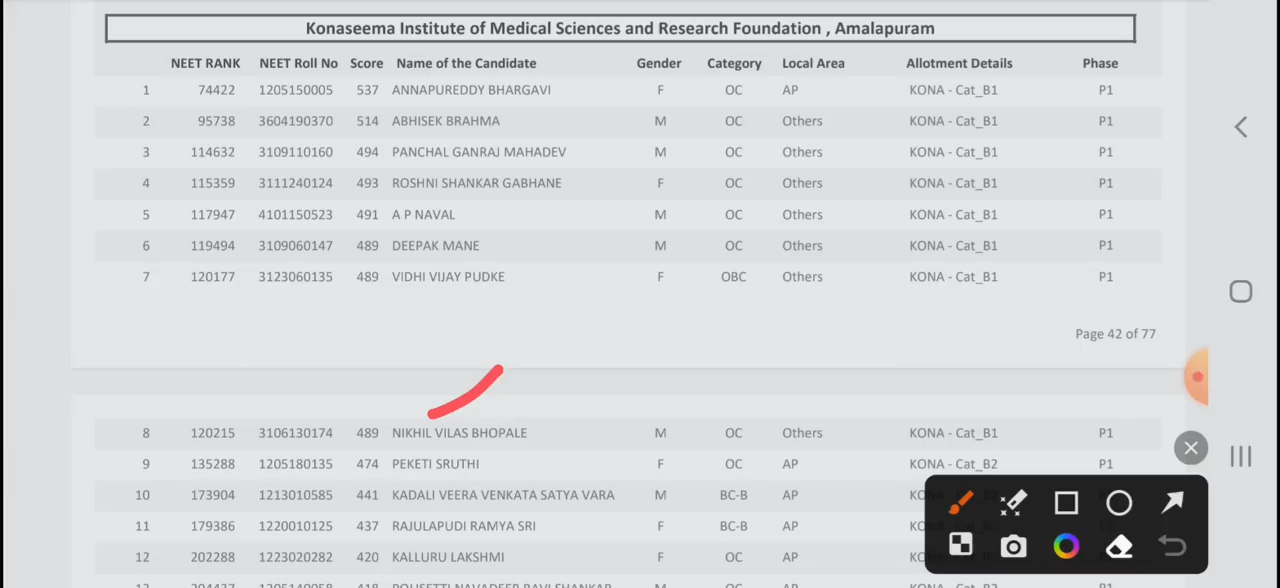 Konaseema Institute of Medical Sciences and Research Foundation , Amalapuram
NEET RANK NEET Roll No Score Name of the Candidate Gender Category Local Area Allotment Details Phase
1 74422 1205150005 537 ANNAPUREDDY BHARGAVI F OC AP KONA - Cat_B1 P1
2 95738 3604190370 514 ABHISEK BRAHMA M OC Others KONA - Cat_B1 P1
3 114632 3109110160 494 PANCHAL GANRAJ MAHADEV M OC Others KONA - Cat_B1 P1
4 115359 3111240124 493 ROSHNI SHANKAR GABHANE F OC Others KONA - Cat_B1 P1
5 117947 4101150523 491 A P NAVAL M OC Others KONA - Cat_B1 P1
6 119494 3109060147 489 DEEPAK MANE M OC Others KONA - Cat_B1 P1
7 120177 3123060135 489 VIDHI VIJAY PUDKE F OBC Others KONA - Cat_B1 P1
Page 42 of 77
8 120215 3106130174 489 NIKHIL VILAS BHOPALE M OC Others KONA - Cat_B1 P1
9 135288 1205180135 474 PEKETI SRUTHI F OC AP KONA - Cat_B2 P1
10 173904 1213010585 441 KADALI VEERA VENKATA SATYA VARA M BC-B AP
11 179386 1220010125 437 RAJULAPUDI RAMYA SRI F BC-B AP
12 202288 1223020282 420 KALLURU LAKSHMI F OC AP